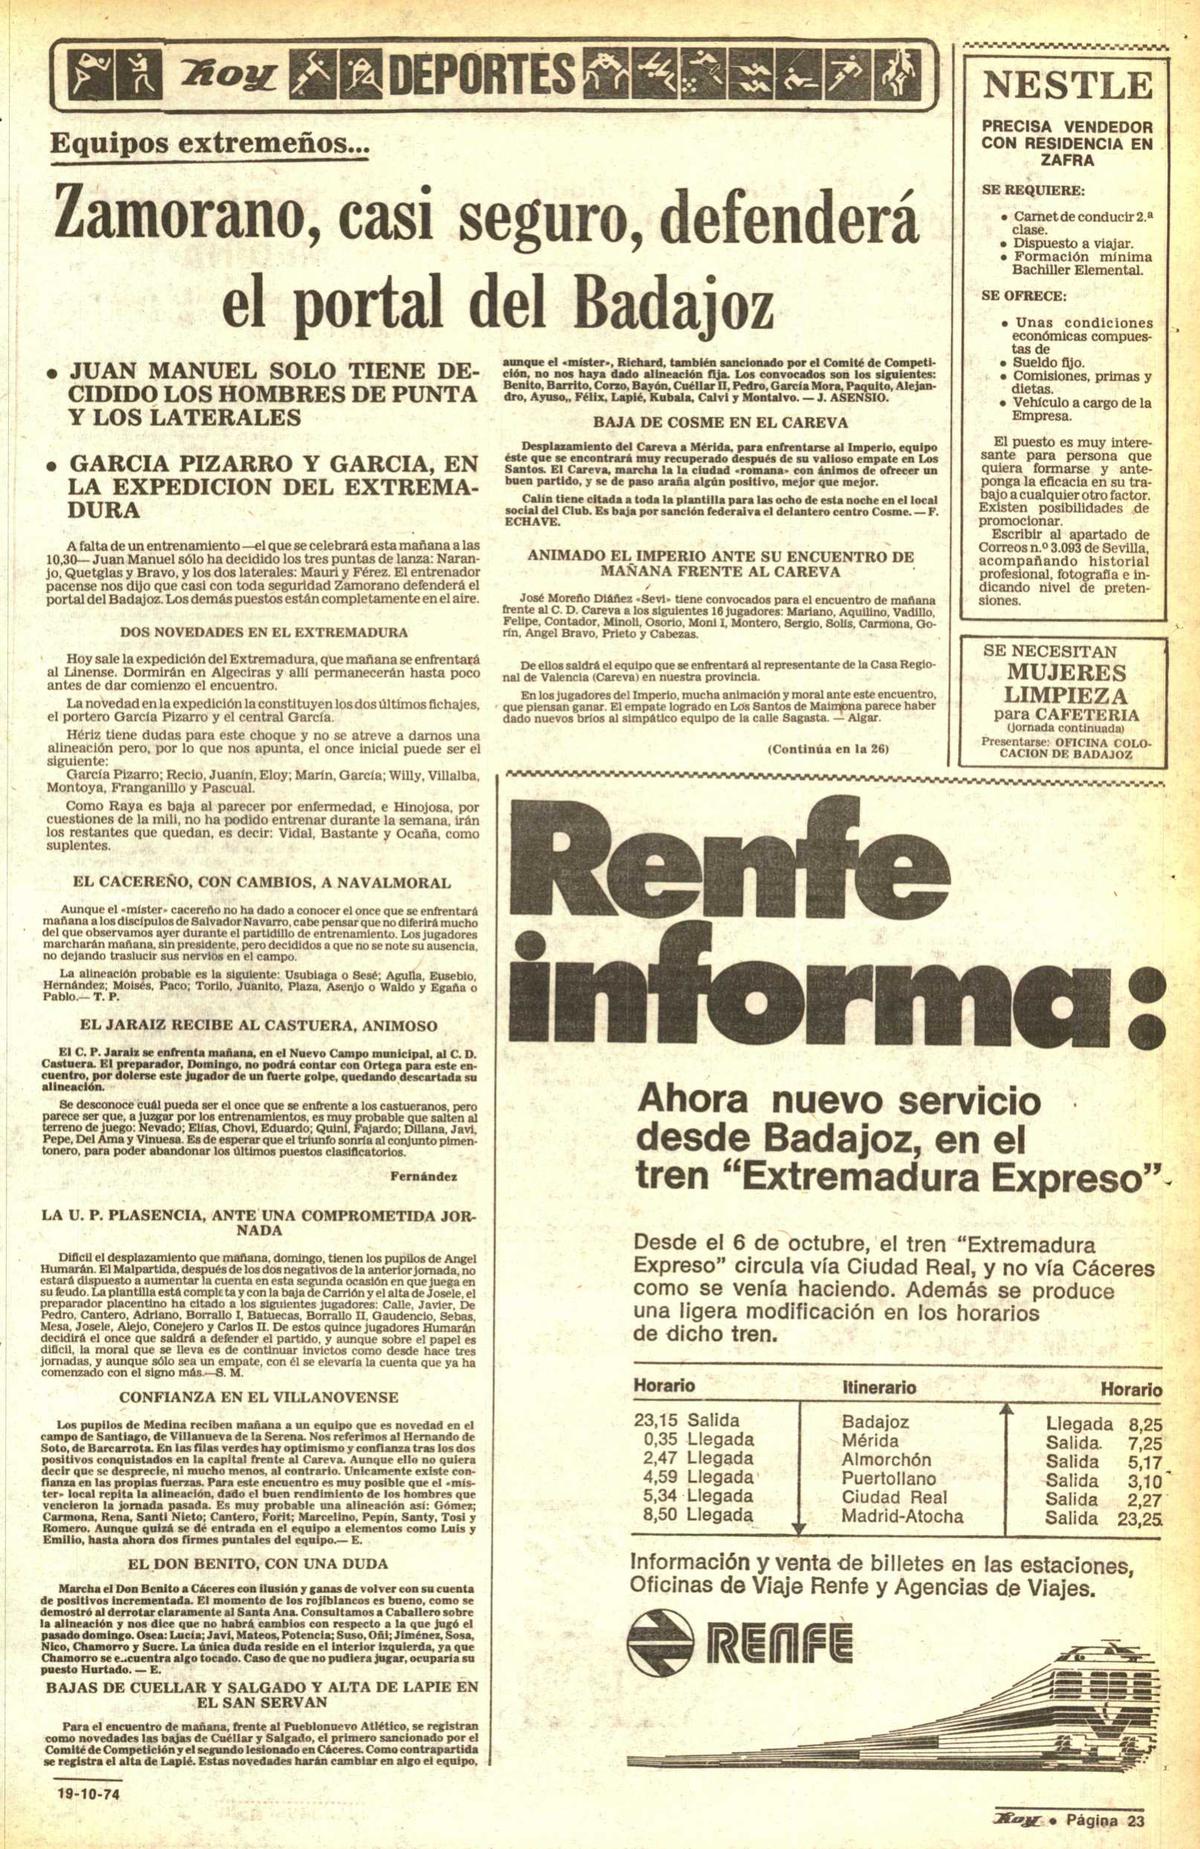 hoy DEPORTES
Equipos extremeños...
Zamorano, casi seguro, defenderá
el portal del Badajoz
• JUAN MANUEL SOLO TIENE DE-
CIDIDO LOS HOMBRES DE PUNTA
Y LOS LATERALES
• GARCIA PIZARRO Y GARCIA, EN
LA EXPEDICION DEL EXTREMA-
DURA
A falta de un entrenamiento —el que se celebrará esta mañana a las
10,30— Juan Manuel sólo ha decidido los tres puntas de lanza: Naran-
jo, Quetglas y Bravo, y los dos laterales: Mauri y Férez. El entrenador
pacense nos dijo que casi con toda seguridad Zamorano defenderá el
portal del Badajoz. Los demás puestos están completamente en el aire.
DOS NOVEDADES EN EL EXTREMADURA
Hoy sale la expedición del Extremadura, que mañana se enfrentará
al Linense. Dormirán en Algeciras y allí permanecerán hasta poco
antes de dar comienzo el encuentro.
La novedad en la expedición la constituyen los dos últimos fichajes,
el portero García Pizarro y el central García.
Hériz tiene dudas para este choque y no se atreve a darnos una
alineación pero, por lo que nos apunta, el once inicial puede ser el
siguiente:
García Pizarro; Recio, Juanín, Eloy; Marín, García; Willy, Villalba,
Montoya, Franganillo y Pascual.
Como Raya es baja al parecer por enfermedad, e Hinojosa, por
cuestiones de la mili, no ha podido entrenar durante la semana, irán
los restantes que quedan, es decir: Vidal, Bastante y Ocaña, como
suplentes.
EL CACEREÑO, CON CAMBIOS, A NAVALMORAL
Aunque el «míster» cacereño no ha dado a conocer el once que se enfrentará
mañana a los discípulos de Salvador Navarro, cabe pensar que no diferirá mucho
del que observamos ayer durante el partidillo de entrenamiento. Los jugadores
marcharán mañana, sin presidente, pero decididos a que no se note su ausencia,
no dejando traslucir sus nervios en el campo.
La alineación probable es la siguiente: Usubiaga o Sesé; Agulla, Eusebio,
Hernández; Moisés, Paco; Torilo, Juanito, Plaza, Asenjo o Waldo y Egaña o
Pablo.— T. P.
EL JARAIZ RECIBE AL CASTUERA, ANIMOSO
El C. P. Jaraiz se enfrenta mañana, en el Nuevo Campo municipal, al C. D.
Castuera. El preparador, Domingo, no podrá contar con Ortega para este en-
cuentro, por dolerse este jugador de un fuerte golpe, quedando descartada su
alineación.
Se desconoce cuál pueda ser el once que se enfrente a los castueranos, pero
parece ser que, a juzgar por los entrenamientos, es muy probable que salten al
terreno de juego: Nevado; Elías, Chovi, Eduardo; Quini, Fajardo; Dillana, Javi,
Pepe, Del Ama y Vinuesa. Es de esperar que el triunfo sonría al conjunto pimen-
tonero, para poder abandonar los últimos puestos clasificatorios.
Fernández
LA U. P. PLASENCIA, ANTE UNA COMPROMETIDA JOR-
NADA
Difícil el desplazamiento que mañana, domingo, tienen los pupilos de Angel
Humarán. El Malpartida, después de los dos negativos de la anterior jornada, no
estará dispuesto a aumentar la cuenta en esta segunda ocasión en que juega en
su feudo. La plantilla está completa y con la baja de Carrión y el alta de Josele, el
preparador placentino ha citado a los siguientes jugadores: Calle, Javier, De
Pedro, Cantero, Adriano, Borrallo I, Batuecas, Borrallo II, Gaudencio, Sebas,
Mesa, Josele, Alejo, Conejero y Carlos II. De estos quince jugadores Humarán
decidirá el once que saldrá a defender el partido, y aunque sobre el papel es
difícil, la moral que se lleva es de continuar invictos como desde hace tres
jornadas, y aunque sólo sea un empate, con él se elevaría la cuenta que ya ha
comenzado con el signo más.—S. M.
CONFIANZA EN EL VILLANOVENSE
Los pupilos de Medina reciben mañana a un equipo que es novedad en el
campo de Santiago, de Villanueva de la Serena. Nos referimos al Hernando de
Soto, de Barcarrota. En las filas verdes hay optimismo y confianza tras los dos
positivos conquistados en la capital frente al Careva. Aunque ello no quiera
decir que se desprecie, ni mucho menos, al contrario. Unicamente existe con-
fianza en las propias fuerzas. Para este encuentro es muy posible que el «mís-
ter» local repita la alineación, dado el buen rendimiento de los hombres que
vencieron la jornada pasada. Es muy probable una alineación así: Gómez;
Carmona, Rena, Santi Nieto; Cantero, Forit; Marcelino, Pepín, Santy, Tosi y
Romero. Aunque quizá se dé entrada en el equipo a elementos como Luis y
Emilio, hasta ahora dos firmes puntales del equipo.— E.
EL DON BENITO, CON UNA DUDA
Marcha el Don Benito a Cáceres con ilusión y ganas de volver con su cuenta
de positivos incrementada. El momento de los rojiblancos es bueno, como se
demostró al derrotar claramente al Santa Ana. Consultamos a Caballero sobre
la alineación y nos dice que no habrá cambios con respecto a la que jugó el
pasado domingo. Osea: Lucía; Javi, Mateos, Potencia; Suso, Oñi; Jiménez, Sosa,
Nico, Chamorro y Sucre. La única duda reside en el interior izquierda, ya que
Chamorro se encuentra algo tocado. Caso de que no pudiera jugar, ocuparía su
puesto Hurtado. — E.
BAJAS DE CUELLAR Y SALGADO Y ALTA DE LAPIE EN
EL SAN SERVAN
Para el encuentro de mañana, frente al Pueblonuevo Atlético, se registran
como novedades las bajas de Cuéllar y Salgado, el primero sancionado por el
Comité de Competición y el segundo lesionado en Cáceres. Como contrapartida
se registra el alta de Lapié. Estas novedades harán cambiar en algo el equipo,
aunque el «míster», Richard, también sancionado por el Comité de Competi-
ción, no nos haya dado alineación fija. Los convocados son los siguientes:
Benito, Barrito, Corzo, Bayón, Cuéllar II, Pedro, García Mora, Paquito, Alejan-
dro, Ayuso,, Félix, Lapié, Kubala, Calvi y Montalvo. — J. ASENSIO.
BAJA DE COSME EN EL CAREVA
Desplazamiento del Careva a Mérida, para enfrentarse al Imperio, equipo
éste que se encontrará muy recuperado después de su valioso empate en Los
Santos. El Careva, marcha la la ciudad «romana» con ánimos de ofrecer un
buen partido, y se de paso araña algún positivo, mejor que mejor.
Calín tiene citada a toda la plantilla para las ocho de esta noche en el local
social del Club. Es baja por sanción federaiva el delantero centro Cosme. — F.
ECHAVE.
ANIMADO EL IMPERIO ANTE SU ENCUENTRO DE
MAÑANA FRENTE AL CAREVA
José Moreño Diáñez «Sevi» tiene convocados para el encuentro de mañana
frente al C. D. Careva a los siguientes 16 jugadores: Mariano, Aquilino, Vadillo,
Felipe, Contador, Minoli, Osorio, Moni I, Montero, Sergio, Solís, Carmona, Go-
rín, Angel Bravo, Prieto y Cabezas.
De ellos saldrá el equipo que se enfrentará al representante de la Casa Regio-
nal de Valencia (Careva) en nuestra provincia.
En los jugadores del Imperio, mucha animación y moral ante este encuentro,
que piensan ganar. El empate logrado en Los Santos de Maimona parece haber
dado nuevos bríos al simpático equipo de la calle Sagasta. — Algar.
(Continúa en la 26)
NESTLE
PRECISA VENDEDOR
CON RESIDENCIA EN
ZAFRA
SE REQUIERE:
• Carnet de conducir 2.ª
clase.
• Dispuesto a viajar.
• Formación mínima
Bachiller Elemental.
SE OFRECE:
• Unas condiciones
económicas compues-
tas de
• Sueldo fijo.
• Comisiones, primas y
dietas.
• Vehículo a cargo de la
Empresa.
El puesto es muy intere-
sante para persona que
quiera formarse y ante-
ponga la eficacia en su tra-
bajo a cualquier otro factor.
Existen posibilidades de
promocionar.
Escribir al apartado de
Correos n.º 3.093 de Sevilla,
acompañando historial
profesional, fotografía e in-
dicando nivel de preten-
siones.
SE NECESITAN
MUJERES
LIMPIEZA
para CAFETERIA
(jornada continuada)
Presentarse: OFICINA COLO-
CACION DE BADAJOZ
Renfe
informa:
Ahora nuevo servicio
desde Badajoz, en el
tren “Extremadura Expreso”
Desde el 6 de octubre, el tren “Extremadura
Expreso” circula vía Ciudad Real, y no vía Cáceres
como se venía haciendo. Además se produce
una ligera modificación en los horarios
de dicho tren.
Horario Itinerario Horario
23,15 Salida Badajoz Llegada 8,25
0,35 Llegada Mérida Salida 7,25
2,47 Llegada Almorchón Salida 5,17
4,59 Llegada Puertollano Salida 3,10
5,34 Llegada Ciudad Real Salida 2,27
8,50 Llegada Madrid-Atocha Salida 23,25
Información y venta de billetes en las estaciones,
Oficinas de Viaje Renfe y Agencias de Viajes.
RENFE
19-10-74
Hoy • Página 23